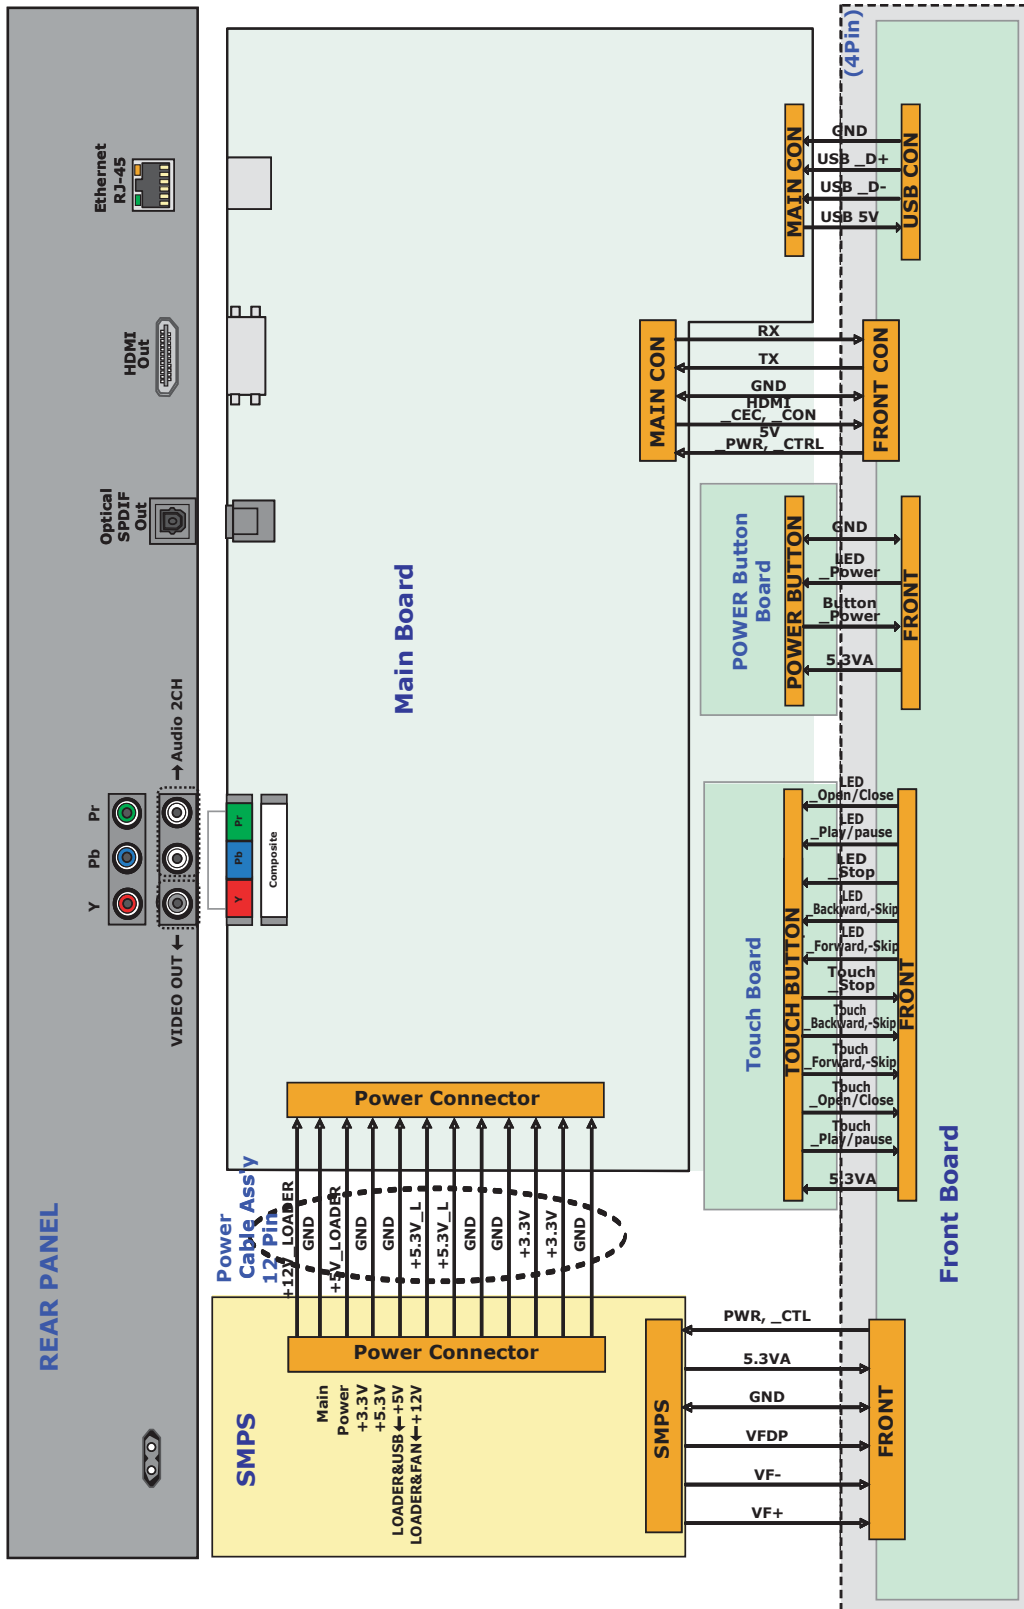 (4Pin)
Ethernet
RJ-45
HDMI
Out
Optical
SPDIF
Out
Audio 2CH
Pr
Pb
Y
VIDEO OUT
REAR PANEL
Main Board
Pr
Pb
Y
Composite
MAIN CON
GND
USB _D+
USB _D-
USB 5V
USB CON
MAIN CON
RX
TX
GND
HDMI
_CEC, _CON
5V
_PWR, _CTRL
FRONT CON
POWER Button
Board
POWER BUTTON
GND
LED
_Power
Button
_Power
5.3VA
FRONT
Touch Board
TOUCH BUTTON
LED
_Open/Close
LED
_Play/pause
LED
_Stop
LED
_Backward,-Skip
LED
_Forward,-Skip
Touch
_Stop
Touch
_Backward,-Skip
Touch
_Forward,-Skip
Touch
_Open/Close
Touch
_Play/pause
5.3VA
FRONT
Front Board
Power Connector
Power
Cable Ass'y
12 Pin
+12V_LOADER
GND
+5V_LOADER
GND
GND
+5.3V_L
+5.3V_L
GND
GND
+3.3V
+3.3V
GND
Power Connector
SMPS
Main
Power
+3.3V
+5.3V
LOADER&USB +5V
LOADER&FAN +12V
SMPS
PWR, _CTL
5.3VA
GND
VFDP
VF-
VF+
FRONT